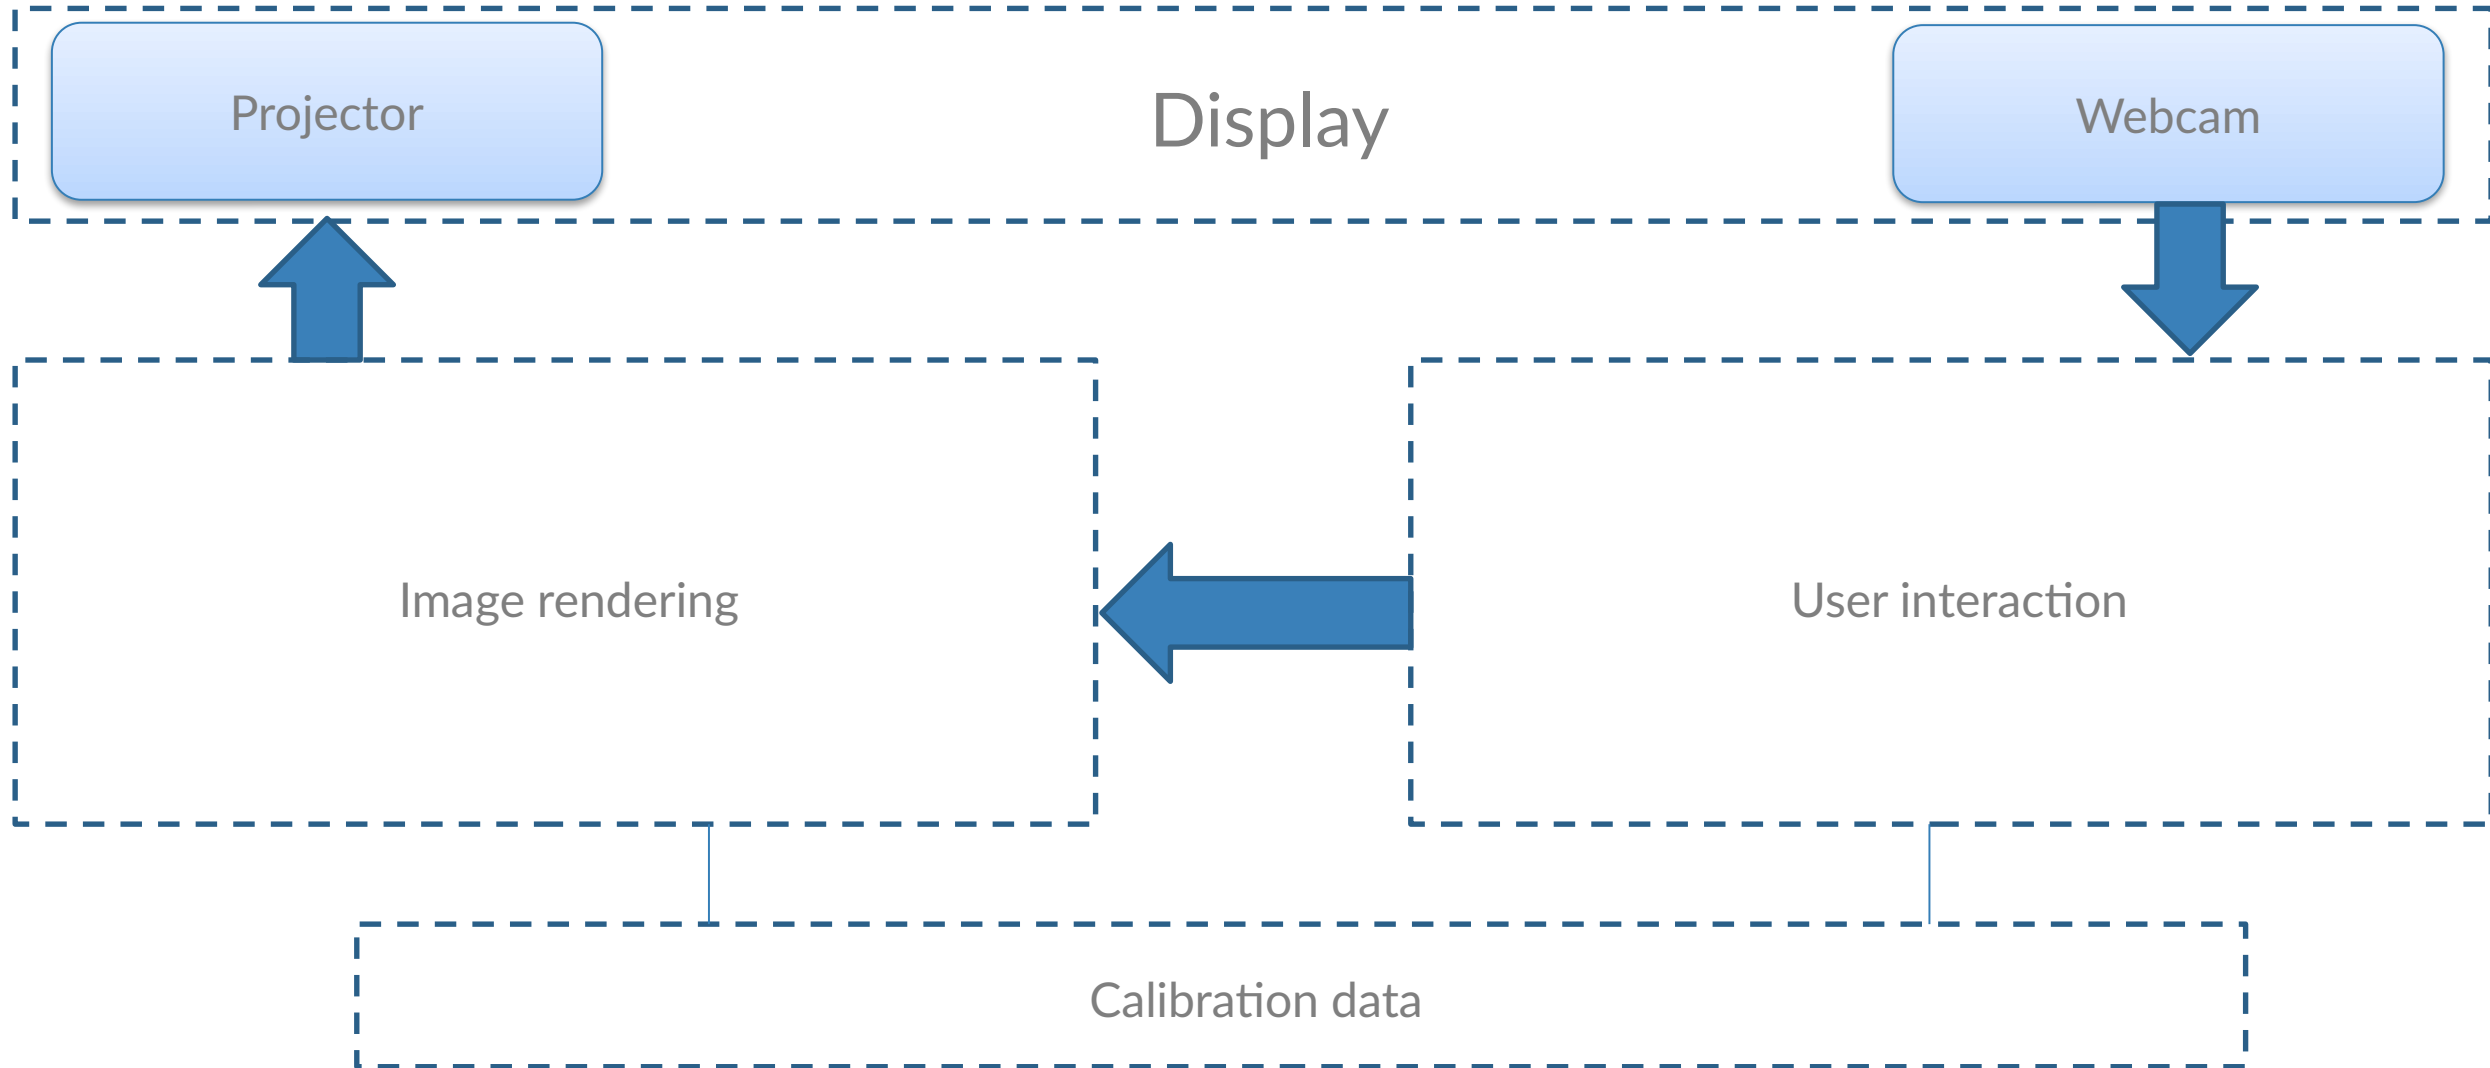 Projector
Display
Webcam
Image rendering
User interaction
Calibration data